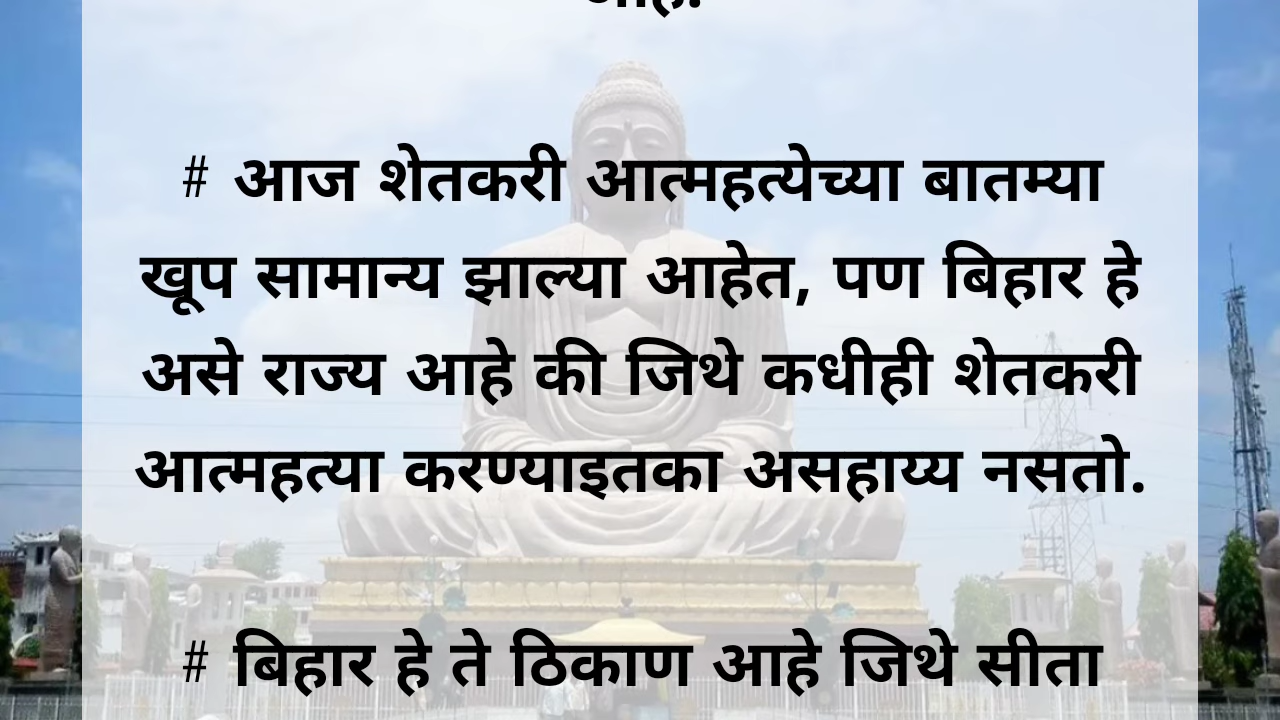 # आज शेतकरी आत्महत्येच्या बातम्या
खूप सामान्य झाल्या आहेत, पण बिहार हे
असे राज्य आहे की जिथे कधीही शेतकरी
आत्महत्या करण्याइतका असहाय्य नसतो.
# बिहार हे ते ठिकाण आहे जिथे सीता